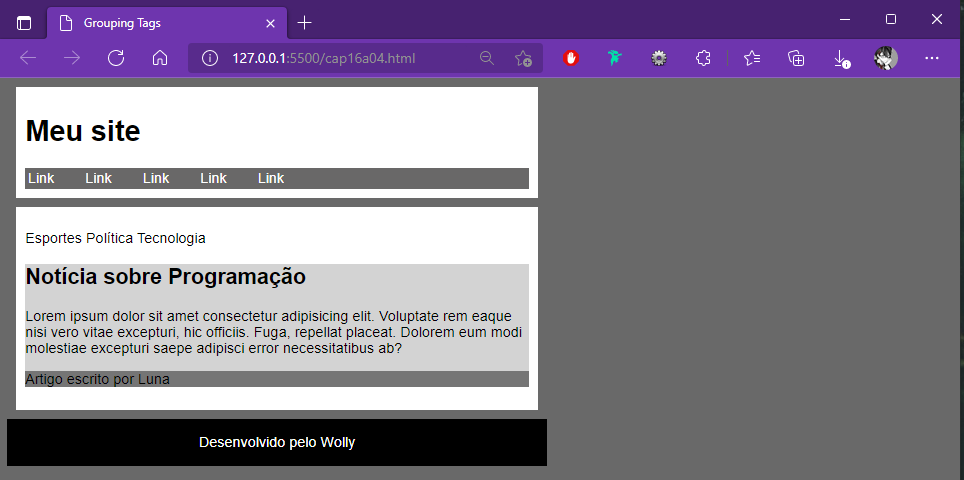 Grouping Tags
127.0.0.1:5500/cap16a04.html
Meu site
Link Link Link Link Link
Esportes Política Tecnologia
Notícia sobre Programação
Lorem ipsum dolor sit amet consectetur adipisicing elit. Voluptate rem eaque
nisi vero vitae excepturi, hic officiis. Fuga, repellat placeat. Dolorem eum modi
molestiae excepturi saepe adipisci error necessitatibus ab?
Artigo escrito por Luna
Desenvolvido pelo Wolly